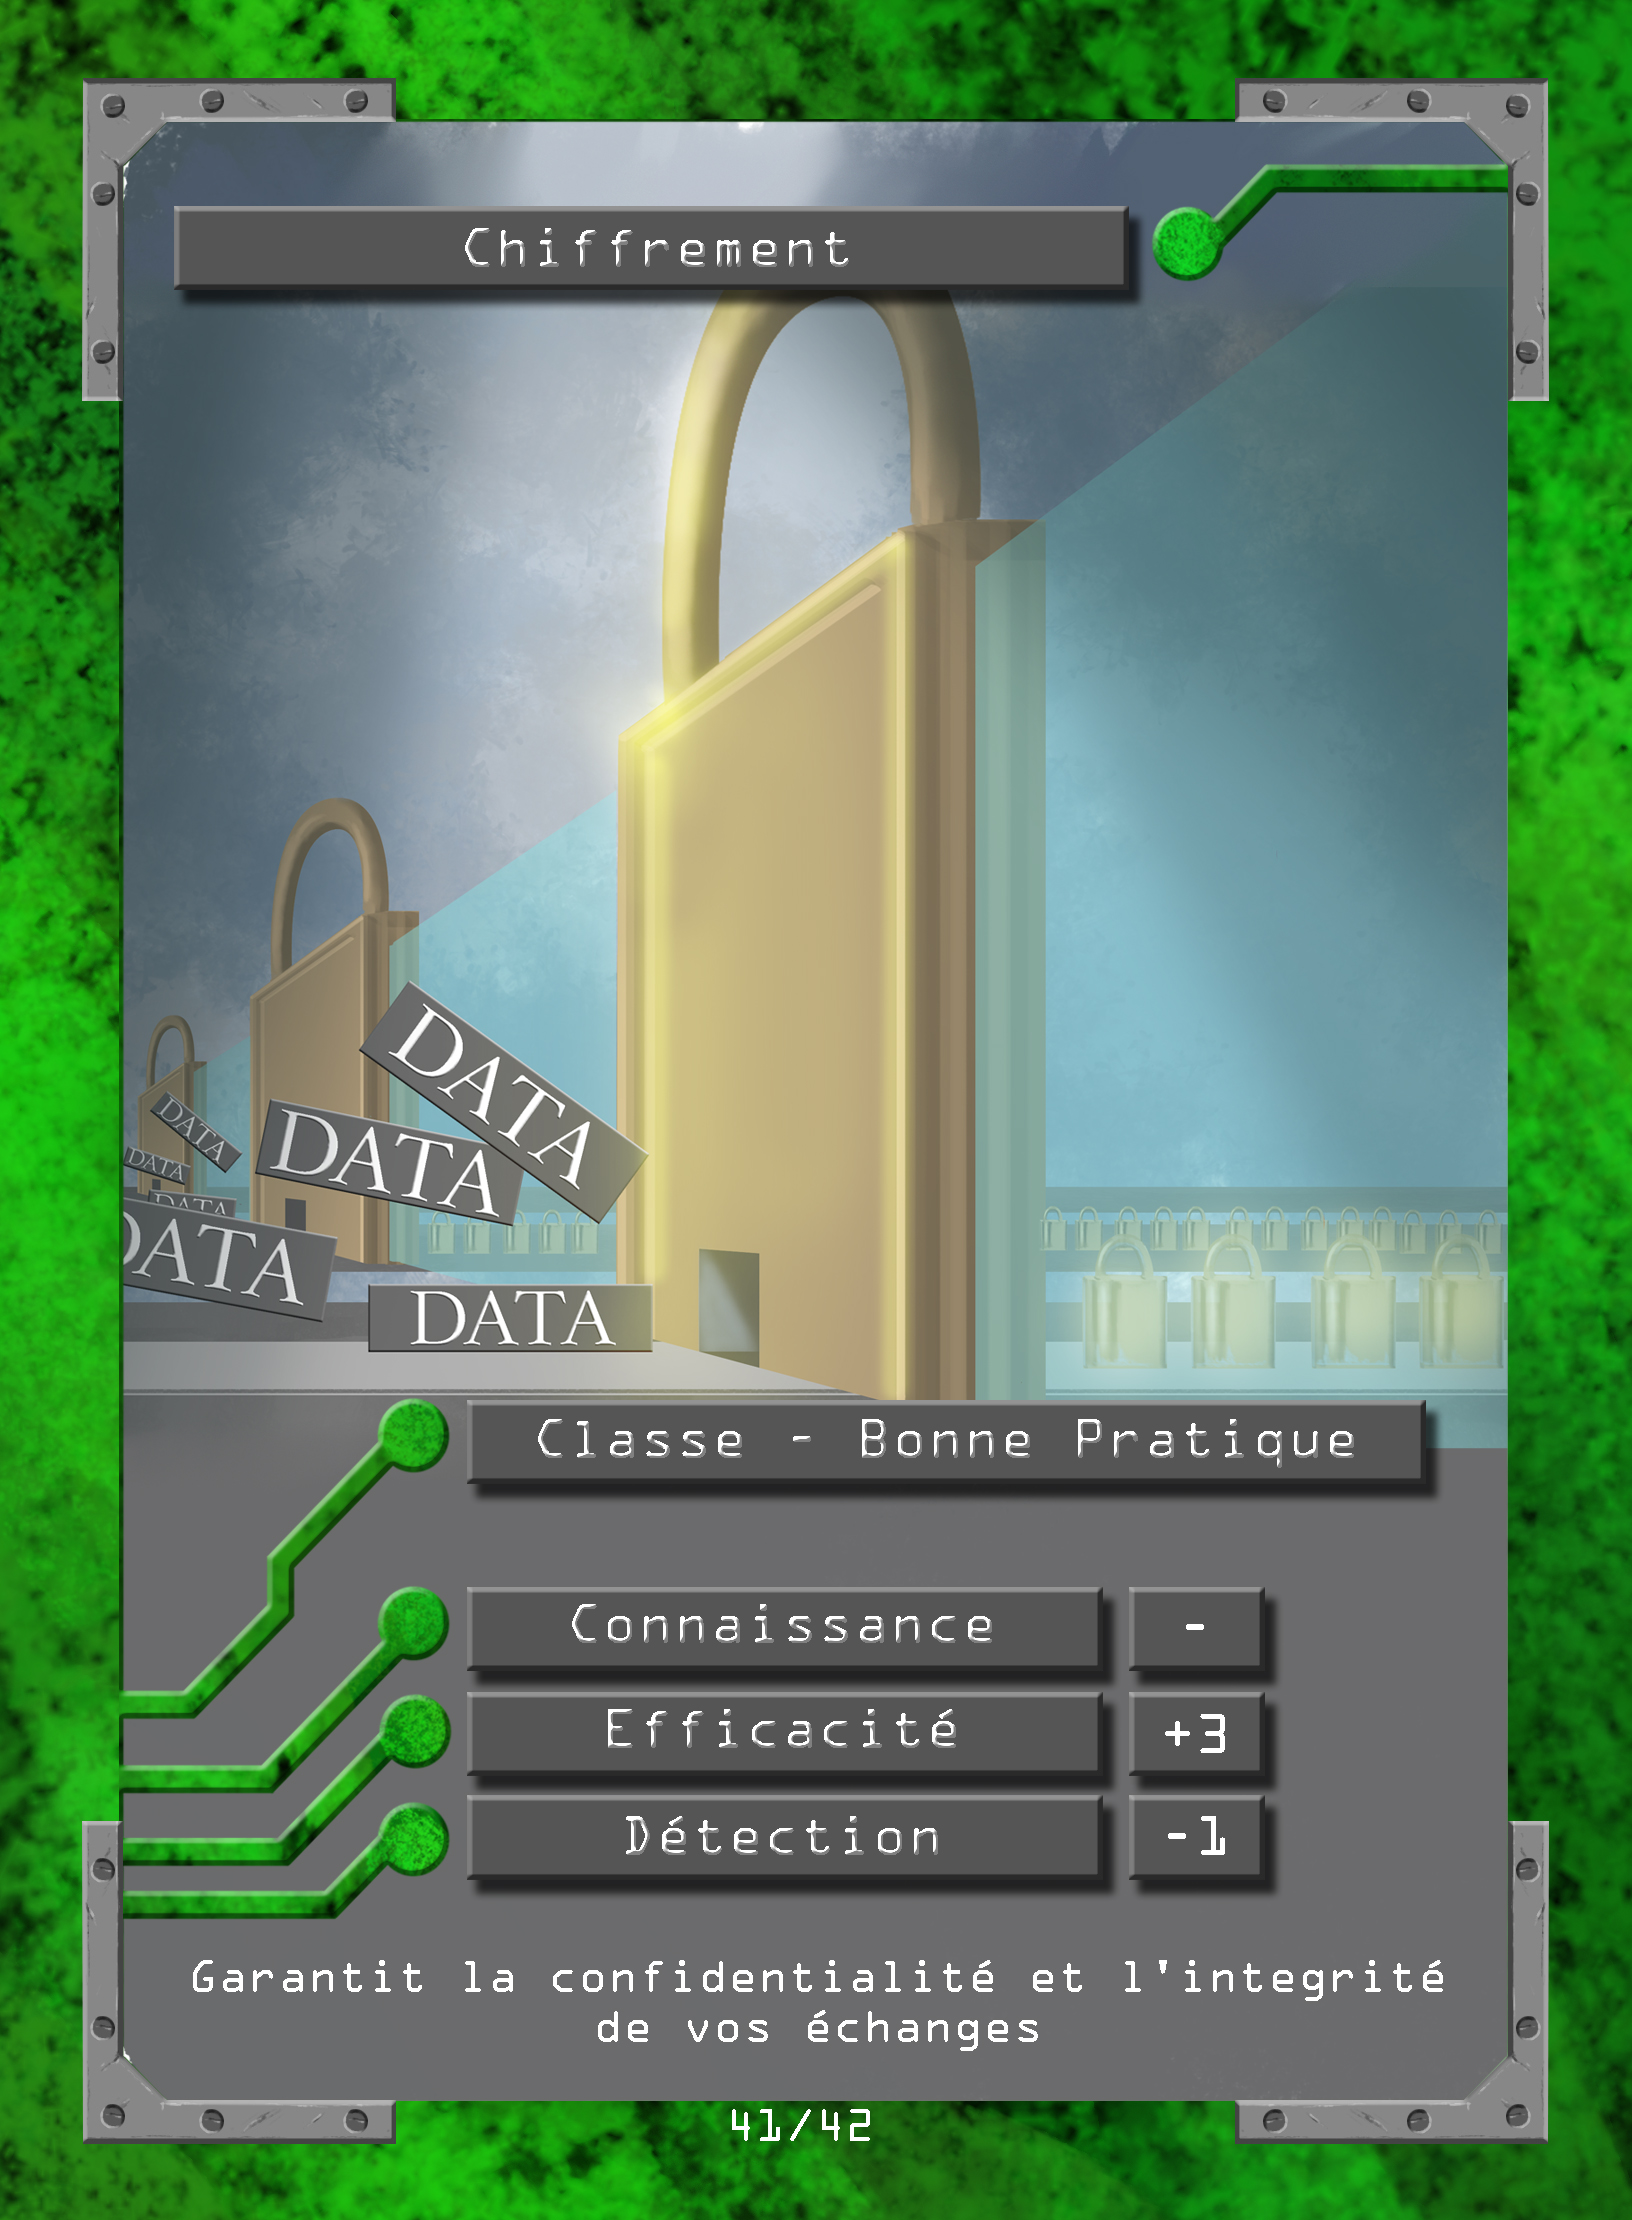 Chiffrement
DATA
DATA
DATA
DATA
DATA
DATA
DATA
Classe - Bonne Pratique
Connaissance -
Efficacité +3
Détection -1
Garantit la confidentialité et l'integrité
de vos échanges
41/42